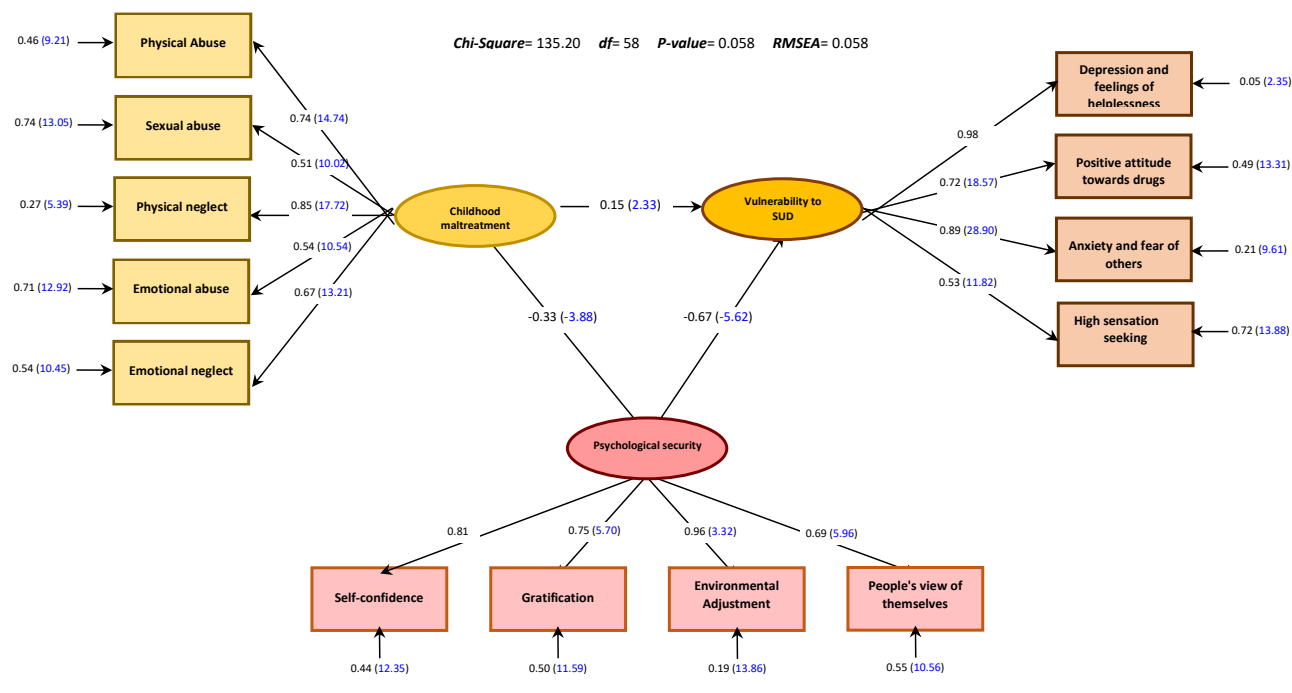 Chi-Square= 135.20 df= 58 P-value= 0.058 RMSEA= 0.058
0.46 (9.21)
Physical Abuse
0.74 (14.74)
0.74 (13.05)
Sexual abuse
0.51 (10.02)
0.27 (5.39)
Physical neglect
0.85 (17.72)
0.71 (12.92)
Emotional abuse
0.54 (10.54)
0.54 (10.45)
Emotional neglect
0.67 (13.21)
Childhood
maltreatment
0.15 (2.33)
Vulnerability to
SUD
0.98
Depression and
feelings of
helplessness
0.05 (2.35)
0.72 (18.57)
Positive attitude
towards drugs
0.49 (13.31)
0.89 (28.90)
Anxiety and fear of
others
0.21 (9.61)
0.53 (11.82)
High sensation
seeking
0.72 (13.88)
-0.33 (-3.88)
-0.67 (-5.62)
Psychological security
0.81
0.75 (5.70)
0.96 (3.32)
0.69 (5.96)
Self-confidence
Gratification
Environmental
Adjustment
People's view of
themselves
0.44 (12.35)
0.50 (11.59)
0.19 (13.86)
0.55 (10.56)